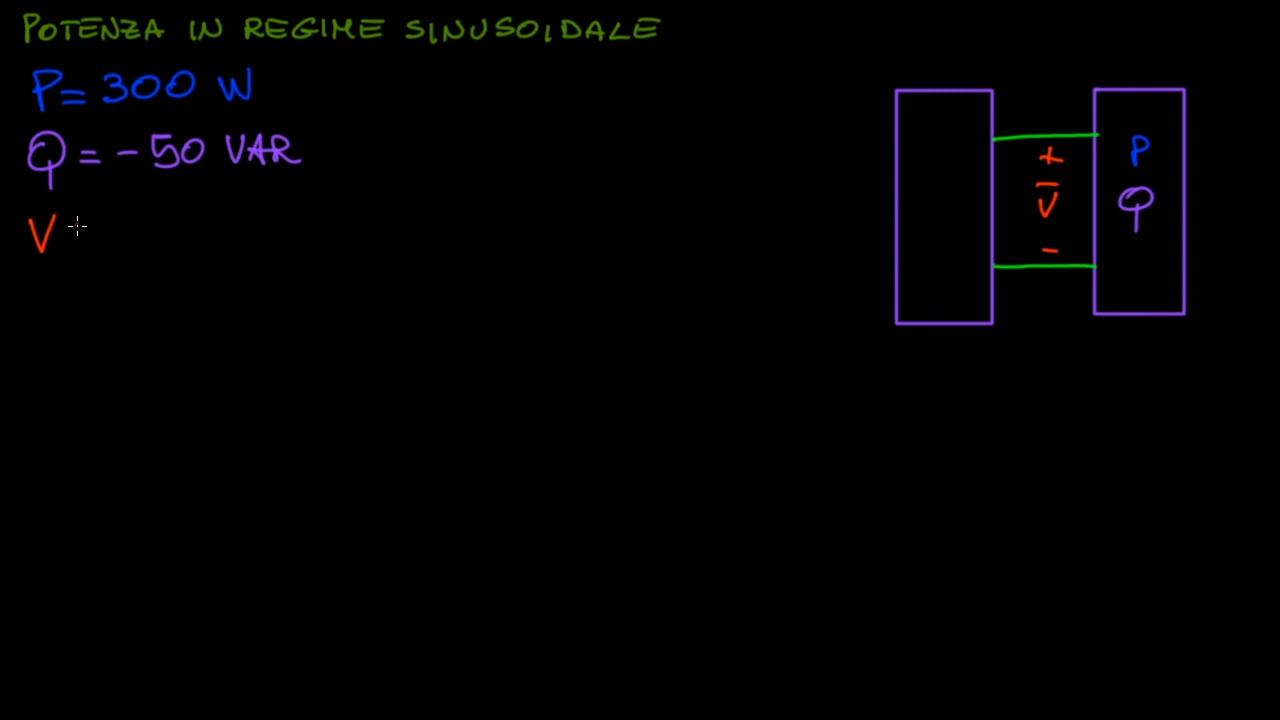 POTENZA IN REGIME SINUSOIDALE
P = 300 W
Q = - 50 VAR
V
+
V̅
-
P
Q